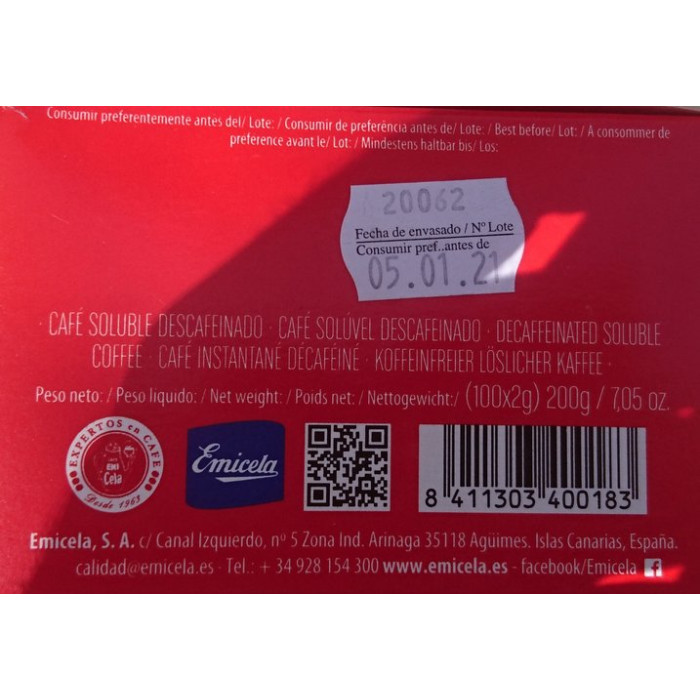 Consumir preferentemente antes del/ Lote: / Consumir de preferência antes de/ Lote: / Best before/ Lot: / A consommer de
preference avant le/ Lot: / Mindestens haltbar bis/ Los:
20062
Fecha de envasado / Nº Lote
Consumir pref..antes de
05.01.21
· CAFÉ SOLUBLE DESCAFEINADO · CAFÉ SOLÚVEL DESCAFEINADO · DECAFFEINATED SOLUBLE
COFFEE · CAFÉ INSTANTANÉ DÉCAFÉINÉ · KOFFEINFREIER LÖSLICHER KAFFEE ·
Peso neto: / Peso liquido: / Net weight: / Poids net: / Nettogewicht:/ (100x2g) 200g / 7,05 oz.
EXPERTOS en CAFE
Cela
Desde 1963
Emicela
8 411303 400183
Emicela, S. A. c/ Canal Izquierdo, nº 5 Zona Ind. Arinaga 35118 Agüimes. Islas Canarias, España.
calidad@emicela.es · Tel.: + 34 928 154 300 www.emicela.es - facebook/Emicela f